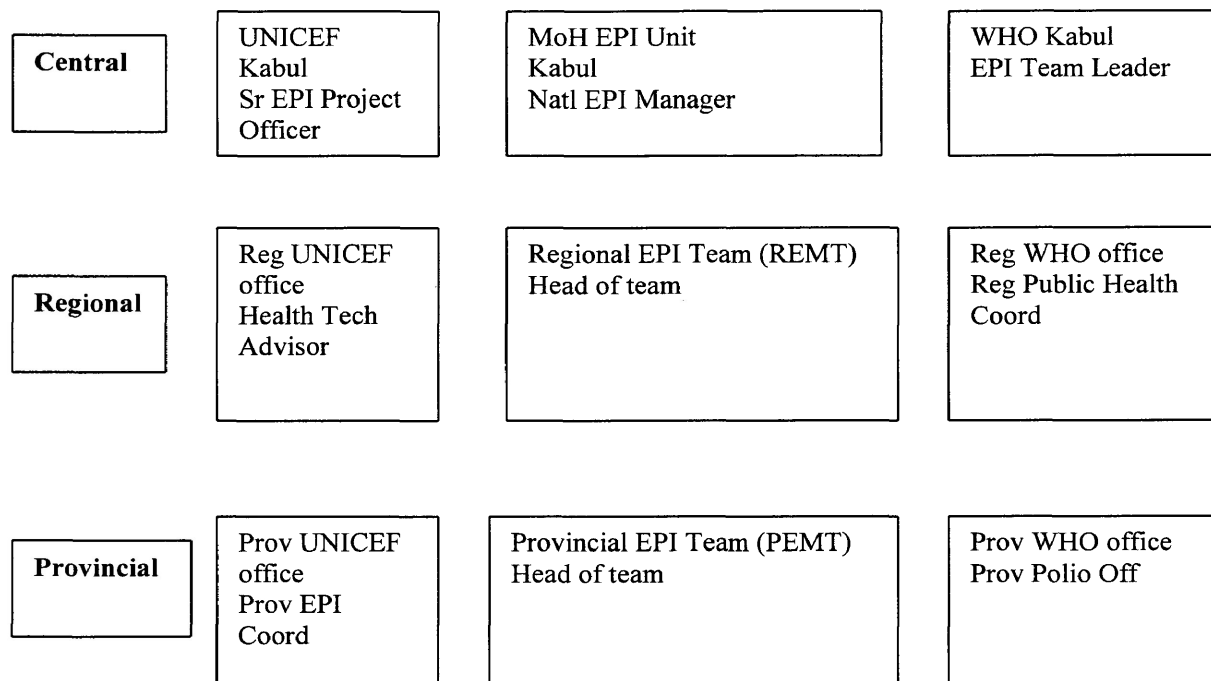 Central
UNICEF
Kabul
Sr EPI Project
Officer
MoH EPI Unit
Kabul
Natl EPI Manager
WHO Kabul
EPI Team Leader
Regional
Reg UNICEF
office
Health Tech
Advisor
Regional EPI Team (REMT)
Head of team
Reg WHO office
Reg Public Health
Coord
Provincial
Prov UNICEF
office
Prov EPI
Coord
Provincial EPI Team (PEMT)
Head of team
Prov WHO office
Prov Polio Off